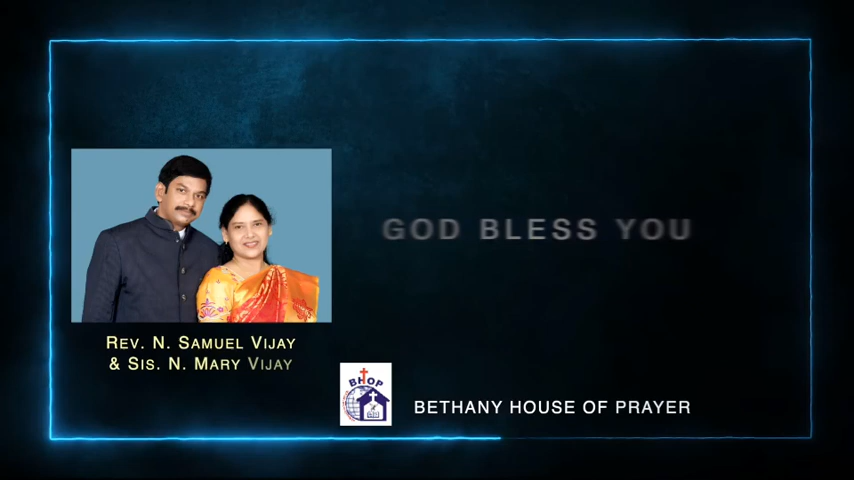 GOD BLESS YOU
REV. N. SAMUEL VIJAY
& SIS. N. MARY VIJAY
BHOP
BETHANY HOUSE OF PRAYER